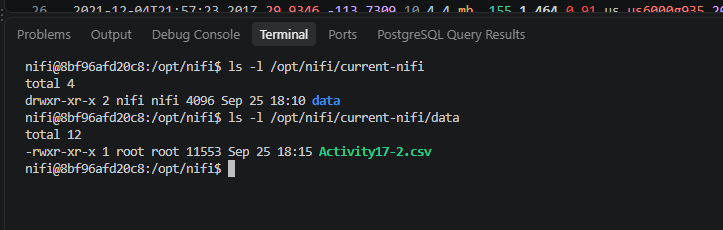 26 2021-12-04T21:57:23.201Z,29.9346,-113.7309,10,4.4,mb,,155,1.464,0.91,us,us6000g935,20
Problems Output Debug Console Terminal Ports PostgreSQL Query Results
nifi@8bf96afd20c8:/opt/nifi$ ls -l /opt/nifi/current-nifi
total 4
drwxr-xr-x 2 nifi nifi 4096 Sep 25 18:10 data
nifi@8bf96afd20c8:/opt/nifi$ ls -l /opt/nifi/current-nifi/data
total 12
-rwxr-xr-x 1 root root 11553 Sep 25 18:15 Activity17-2.csv
nifi@8bf96afd20c8:/opt/nifi$